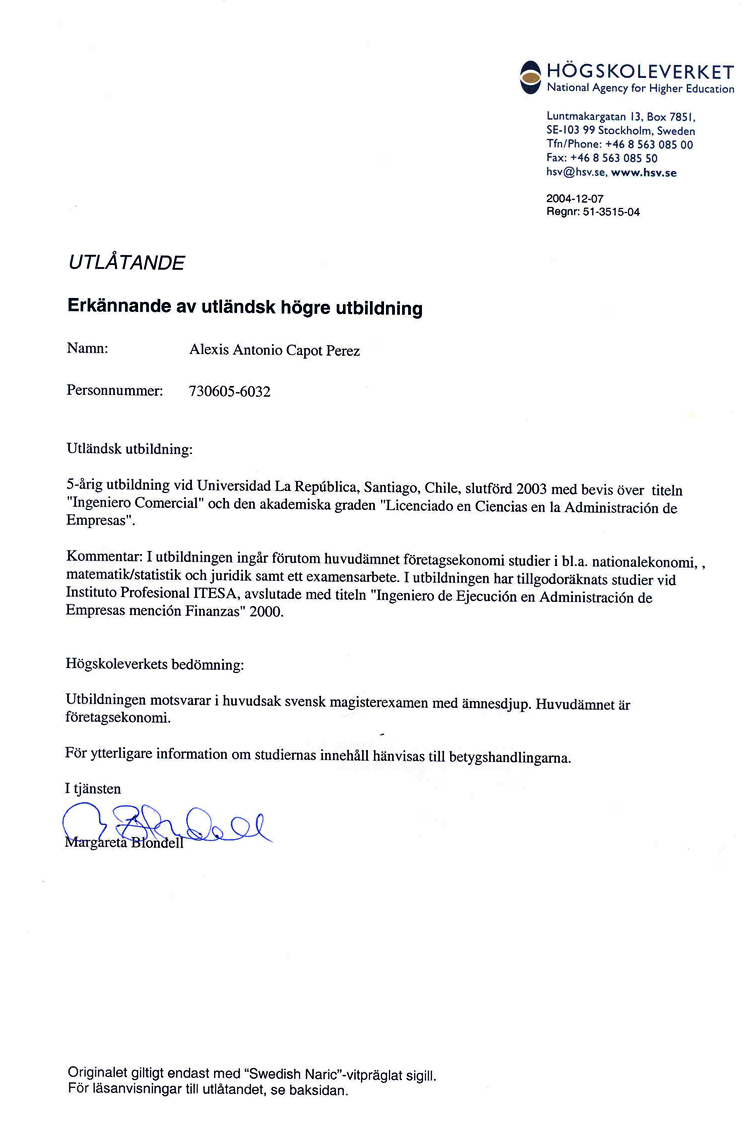 HÖGSKOLEVERKET
National Agency for Higher Education
Luntmakargatan 13, Box 7851,
SE-103 99 Stockholm, Sweden
Tfn/Phone: +46 8 563 085 00
Fax: +46 8 563 085 50
hsv@hsv.se, www.hsv.se
2004-12-07
Regnr: 51-3515-04
UTLÅTANDE
Erkännande av utländsk högre utbildning
Namn: Alexis Antonio Capot Perez
Personnummer: 730605-6032
Utländsk utbildning:
5-årig utbildning vid Universidad La República, Santiago, Chile, slutförd 2003 med bevis över titeln
"Ingeniero Comercial" och den akademiska graden "Licenciado en Ciencias en la Administración de
Empresas".
Kommentar: I utbildningen ingår förutom huvudämnet företagsekonomi studier i bl.a. nationalekonomi, ,
matematik/statistik och juridik samt ett examensarbete. I utbildningen har tillgodoräknats studier vid
Instituto Profesional ITESA, avslutade med titeln "Ingeniero de Ejecución en Administración de
Empresas mención Finanzas" 2000.
Högskoleverkets bedömning:
Utbildningen motsvarar i huvudsak svensk magisterexamen med ämnesdjup. Huvudämnet är
företagsekonomi.
För ytterligare information om studiernas innehåll hänvisas till betygshandlingarna.
I tjänsten
Margareta Blondell
Originalet giltigt endast med "Swedish Naric"-vitpräglat sigill.
För läsanvisningar till utlåtandet, se baksidan.